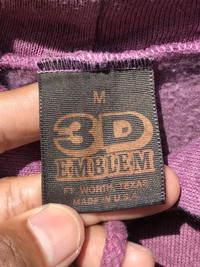 M
3D
EMBLEM
FT. WORTH, TEXAS
MADE IN U.S.A.